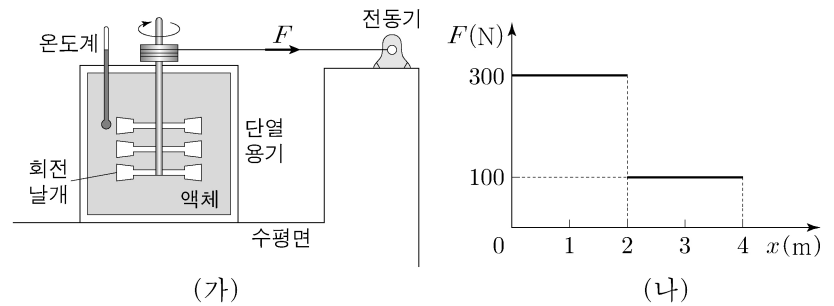 온도계
F
전동기
단열
용기
회전
날개
액체
수평면
(가)
F(N)
300
100
0 1 2 3 4 x(m)
(나)